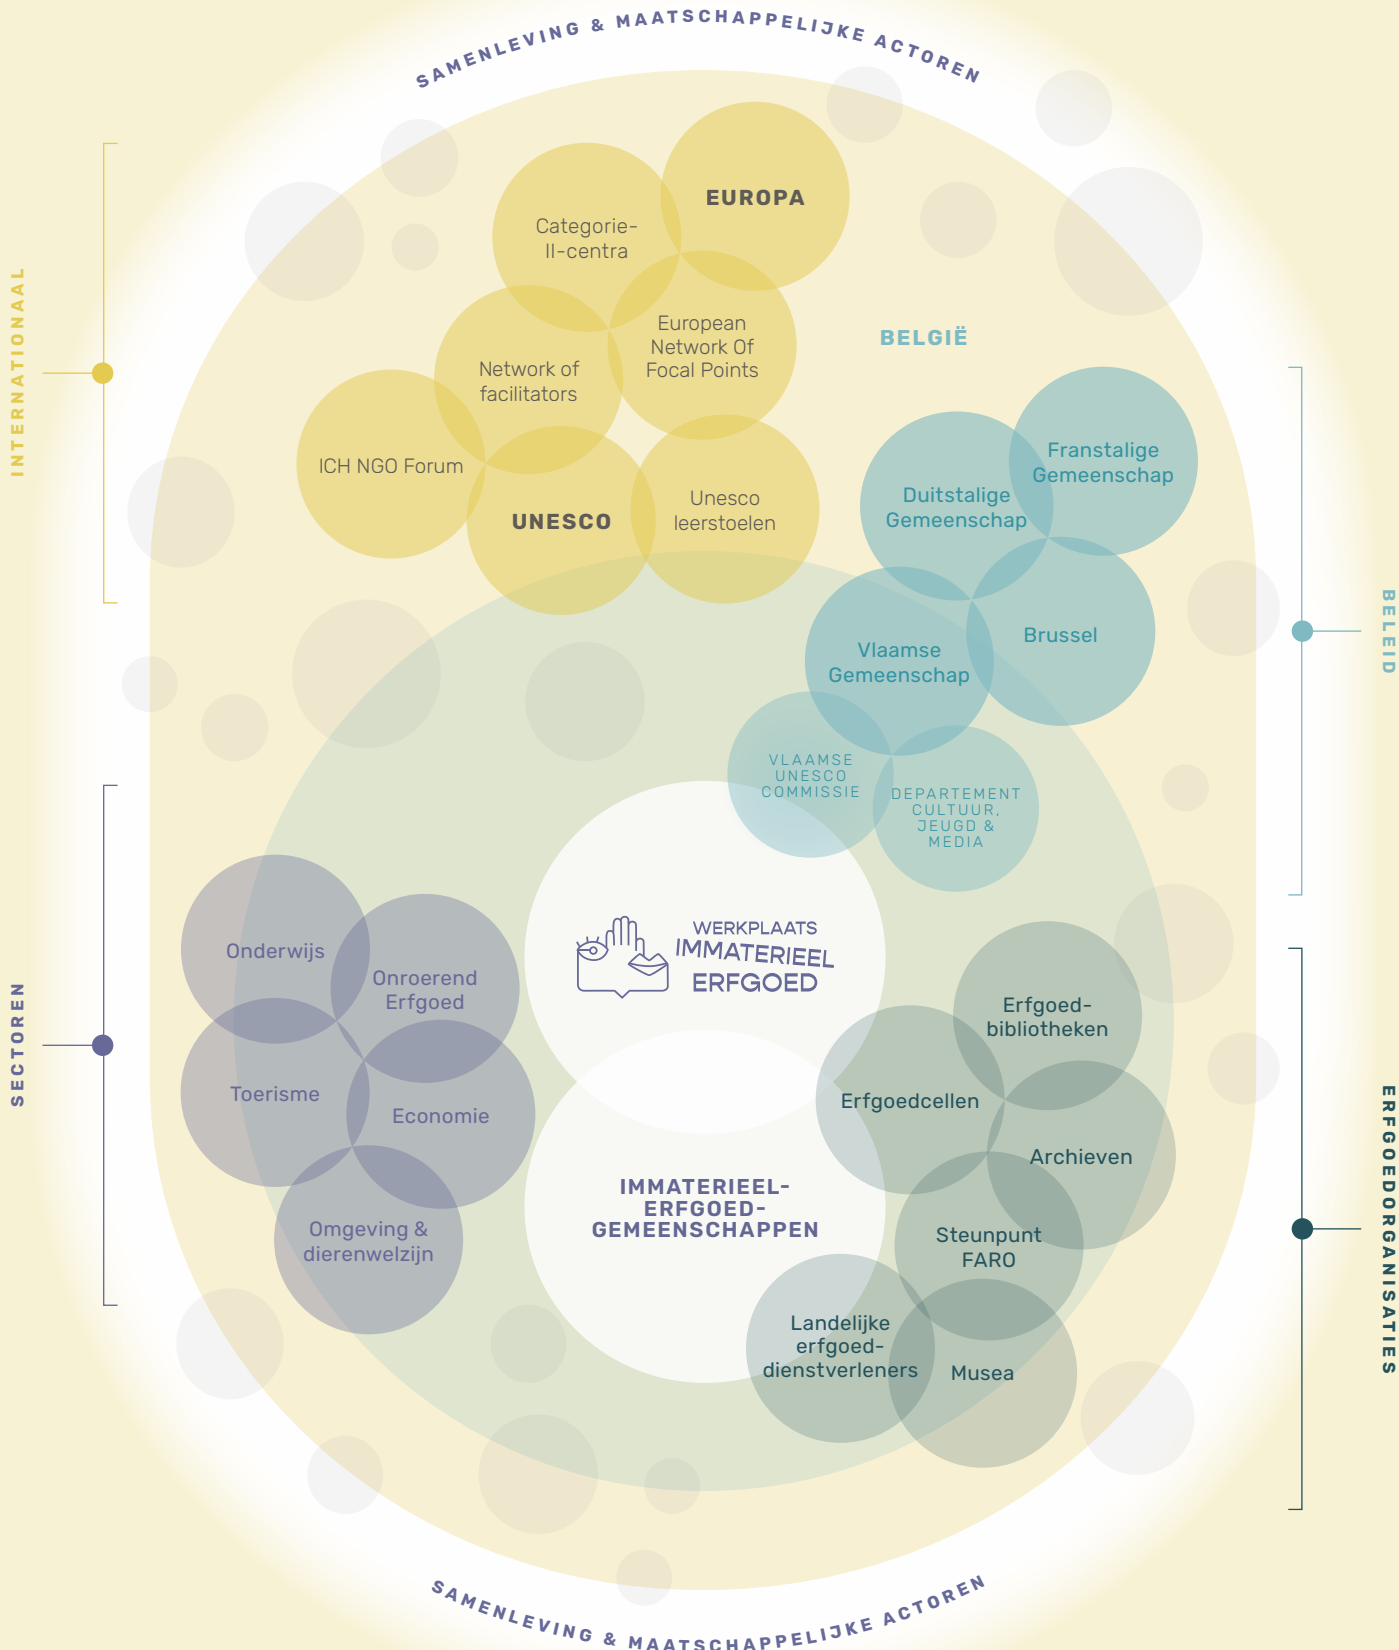 SAMENLEVING & MAATSCHAPPELIJKE ACTOREN
INTERNATIONAAL
EUROPA
Categorie-
II-centra
European
Network Of
Focal Points
Network of
facilitators
ICH NGO Forum
UNESCO
Unesco
leerstoelen
BELGIË
BELEID
Franstalige
Gemeenschap
Duitstalige
Gemeenschap
Brussel
Vlaamse
Gemeenschap
VLAAMSE
UNESCO
COMMISSIE
DEPARTEMENT
CULTUUR,
JEUGD &
MEDIA
SECTOREN
Onderwijs
Onroerend
Erfgoed
Toerisme
Economie
Omgeving &
dierenwelzijn
WERKPLAATS
IMMATERIEEL
ERFGOED
IMMATERIEEL-
ERFGOED-
GEMEENSCHAPPEN
ERFGOEDORGANISATIES
Erfgoed-
bibliotheken
Erfgoedcellen
Archieven
Steunpunt
FARO
Landelijke
erfgoed-
dienstverleners
Musea
SAMENLEVING & MAATSCHAPPELIJKE ACTOREN